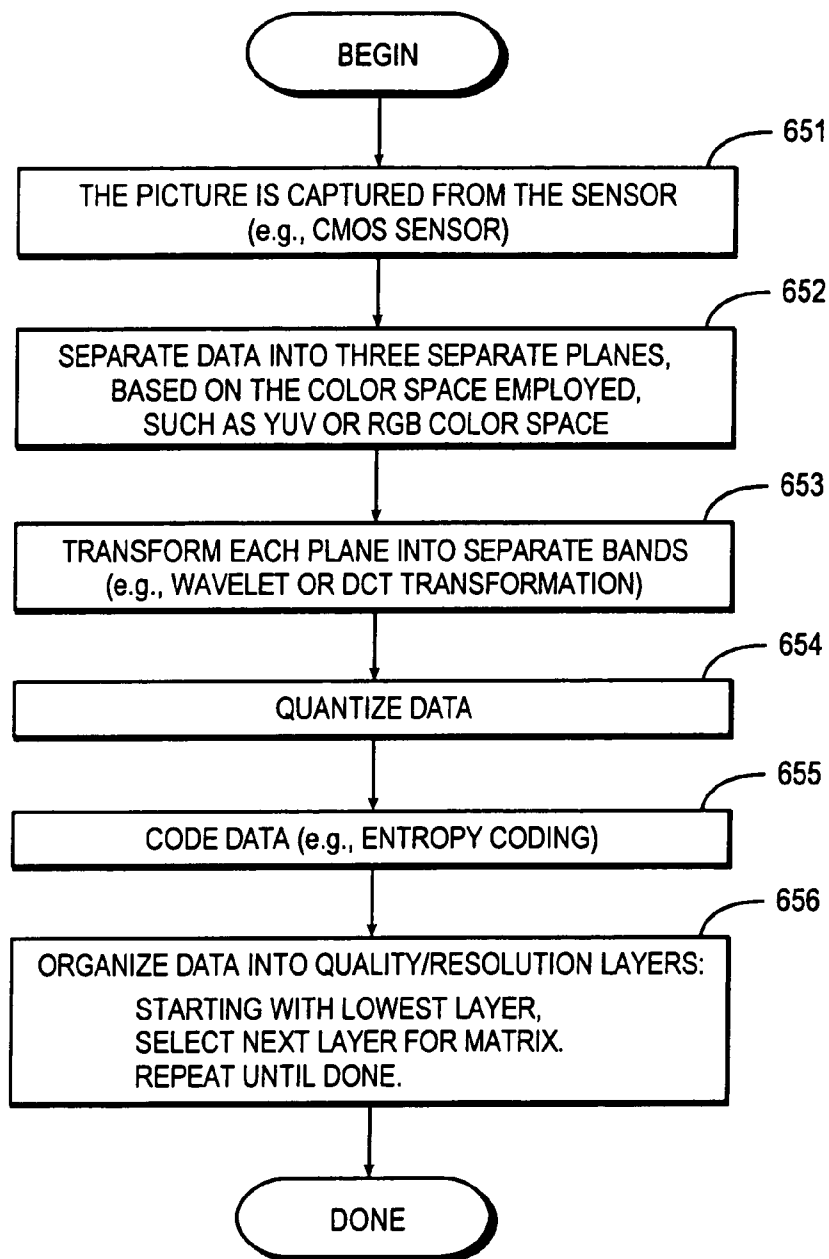 BEGIN
651
THE PICTURE IS CAPTURED FROM THE SENSOR
(e.g., CMOS SENSOR)
652
SEPARATE DATA INTO THREE SEPARATE PLANES,
BASED ON THE COLOR SPACE EMPLOYED,
SUCH AS YUV OR RGB COLOR SPACE
653
TRANSFORM EACH PLANE INTO SEPARATE BANDS
(e.g., WAVELET OR DCT TRANSFORMATION)
654
QUANTIZE DATA
655
CODE DATA (e.g., ENTROPY CODING)
656
ORGANIZE DATA INTO QUALITY/RESOLUTION LAYERS:
STARTING WITH LOWEST LAYER,
SELECT NEXT LAYER FOR MATRIX.
REPEAT UNTIL DONE.
DONE